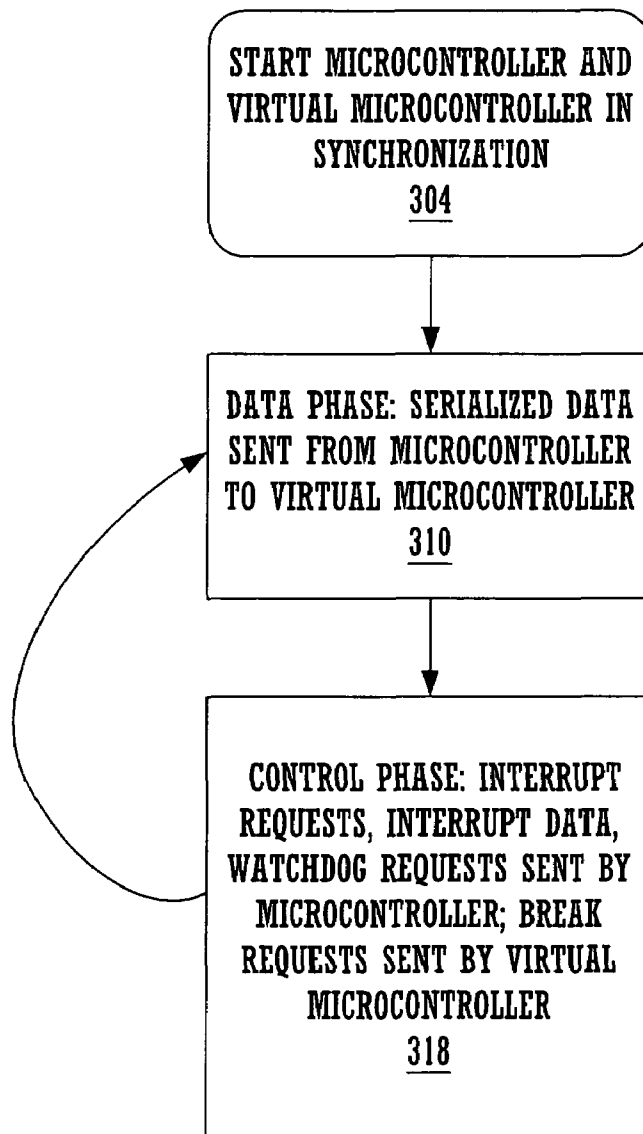 START MICROCONTROLLER AND
VIRTUAL MICROCONTROLLER IN
SYNCHRONIZATION
304
DATA PHASE: SERIALIZED DATA
SENT FROM MICROCONTROLLER
TO VIRTUAL MICROCONTROLLER
310
CONTROL PHASE: INTERRUPT
REQUESTS, INTERRUPT DATA,
WATCHDOG REQUESTS SENT BY
MICROCONTROLLER; BREAK
REQUESTS SENT BY VIRTUAL
MICROCONTROLLER
318